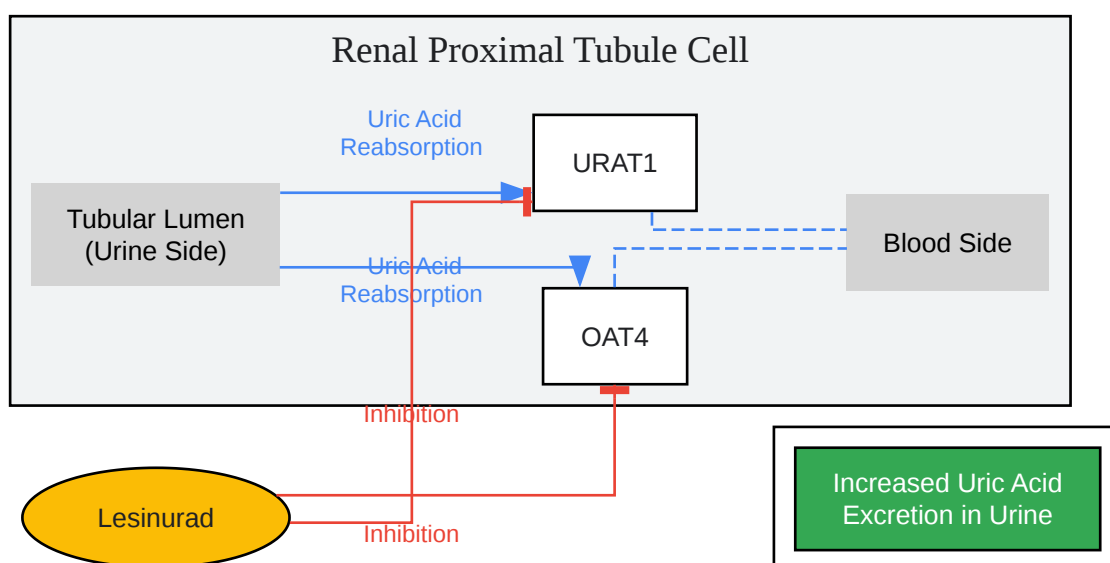 Renal Proximal Tubule Cell
Uric Acid
Reabsorption
URAT1
Tubular Lumen
(Urine Side)
Blood Side
Uric Acid
Reabsorption
OAT4
Inhibition
Lesinurad
Inhibition
Increased Uric Acid
Excretion in Urine